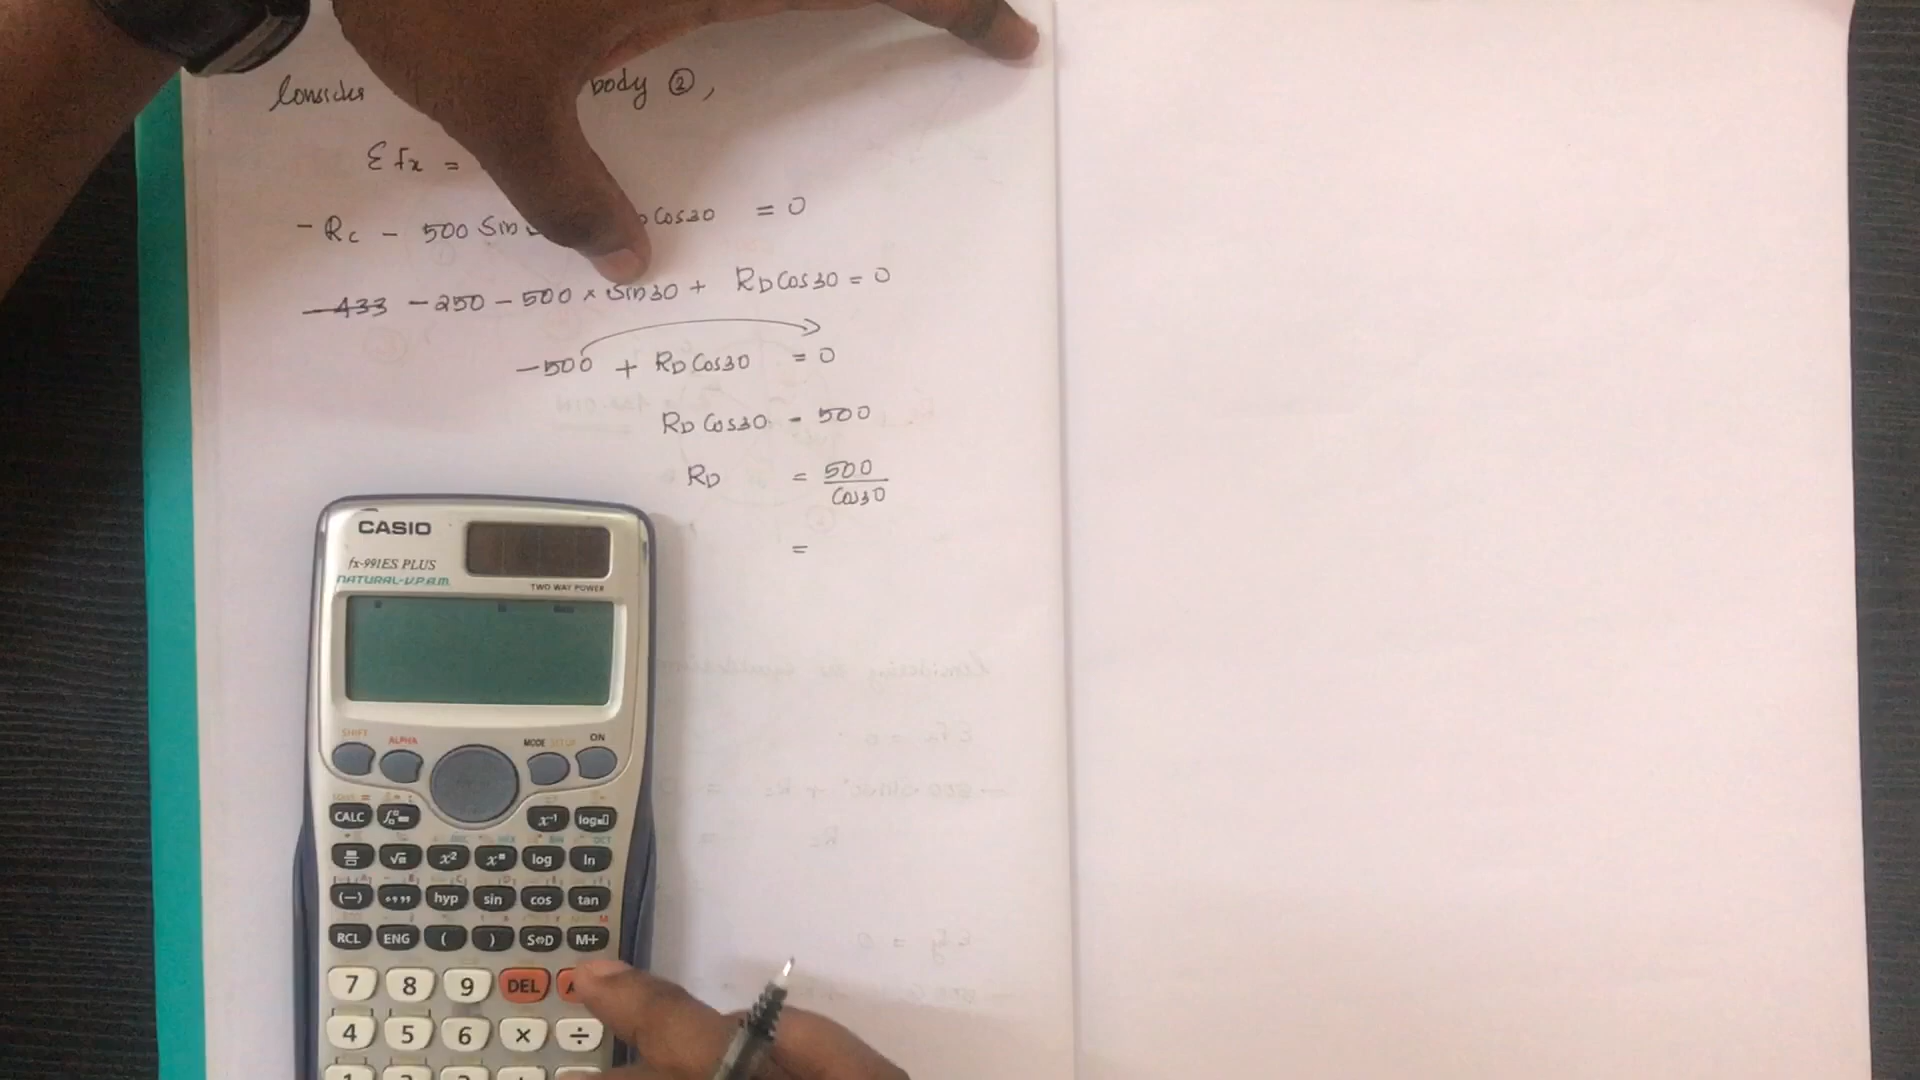 Consider body ②,
Σfx =
- Rc - 500 Sin Cos30 = 0
-433 -250 - 500 × Sin30 + RD Cos30 = 0
-500 + RD Cos30 = 0
RD Cos30 = 500
RD = 500/Cos30
=
CASIO
fx-991ES PLUS
NATURAL-V.P.A.M.
TWO WAY POWER
SHIFT ALPHA MODE SETUP ON
CALC x⁻¹ log
√ x² log ln
(−) hyp sin cos tan
RCL ENG ( ) S⇔D M+
7 8 9 DEL A
4 5 6 × ÷